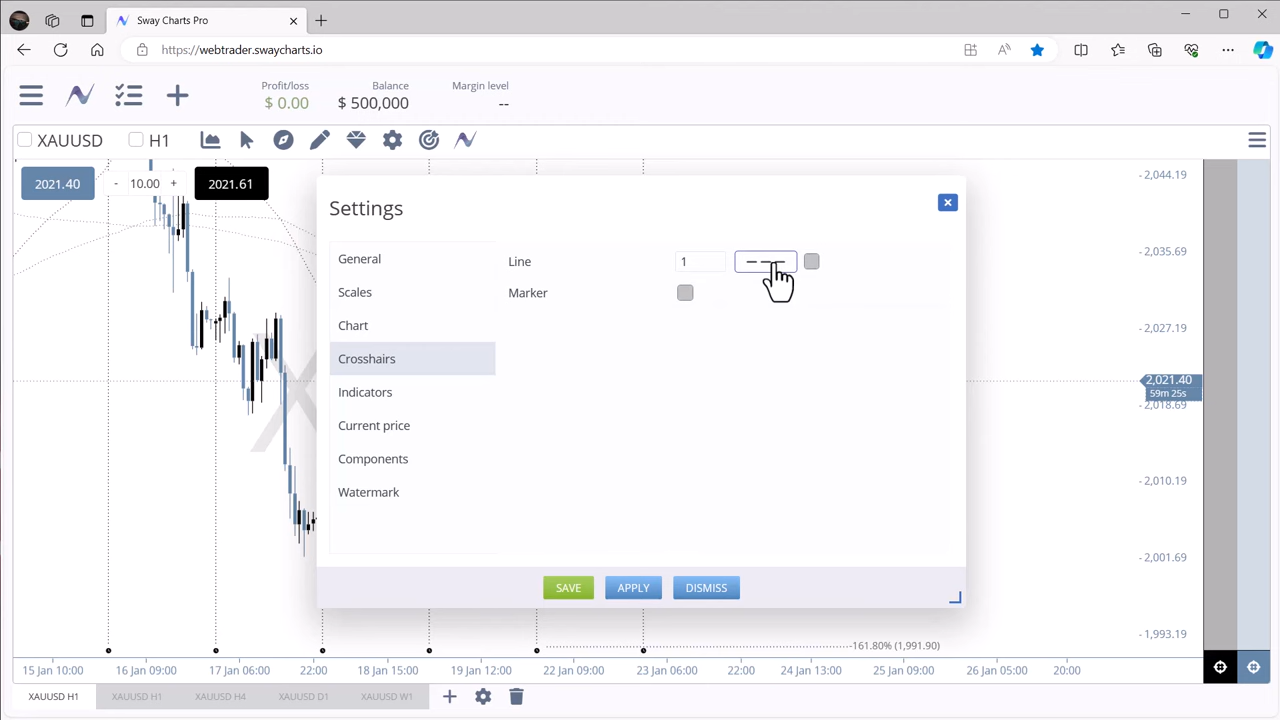 Sway Charts Pro
https://webtrader.swaycharts.io
Profit/loss
$ 0.00
Balance
$ 500,000
Margin level
--
XAUUSD
H1
2021.40
- 10.00 +
2021.61
Settings
General
Scales
Chart
Crosshairs
Indicators
Current price
Components
Watermark
Line
1
Marker
SAVE
APPLY
DISMISS
2,044.19
2,035.69
2,027.19
2,021.40
59m 25s
2,018.69
2,010.19
2,001.69
1,993.19
-161.80% (1,991.90)
15 Jan 10:00
16 Jan 09:00
17 Jan 06:00
22:00
18 Jan 15:00
19 Jan 12:00
22 Jan 09:00
23 Jan 06:00
22:00
24 Jan 13:00
25 Jan 09:00
26 Jan 05:00
20:00
XAUUSD H1
XAUUSD H1
XAUUSD H4
XAUUSD D1
XAUUSD W1